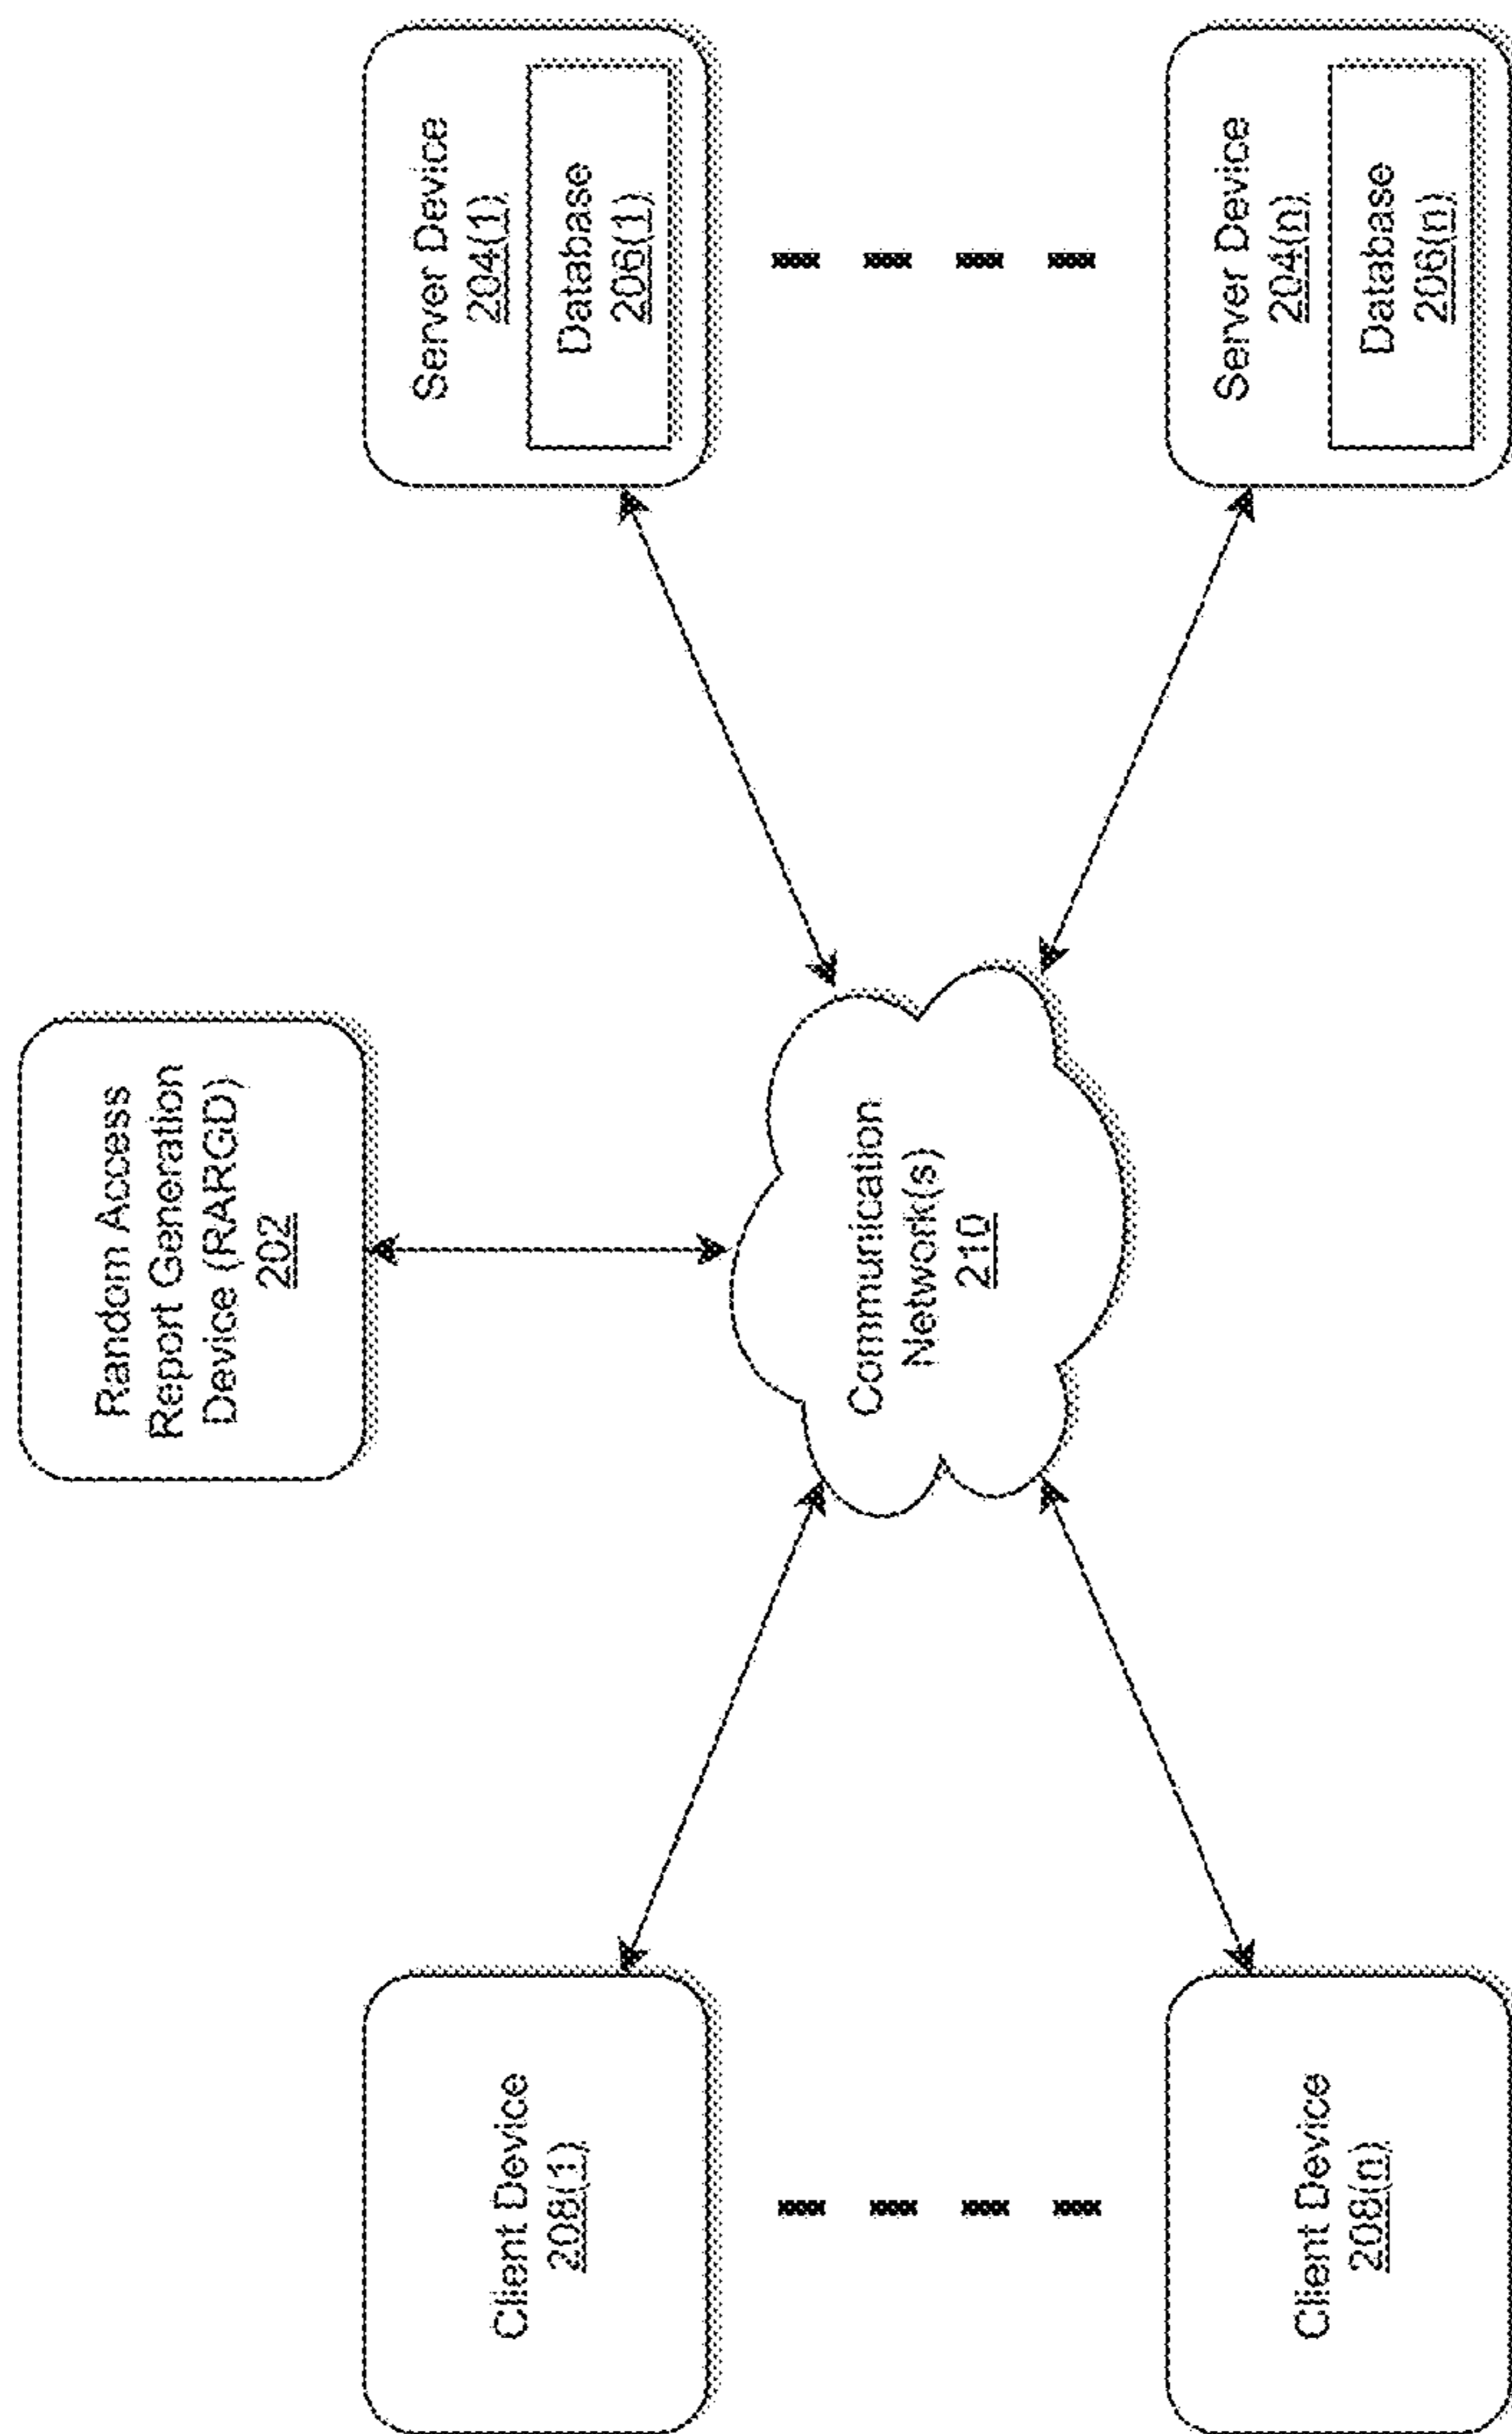 Random Access
Report Generation
Device (RARGD)
202
Client Device
208(1)
Communication
Network(s)
210
Server Device
204(1)
Database
206(1)
Client Device
208(n)
Server Device
204(n)
Database
206(n)